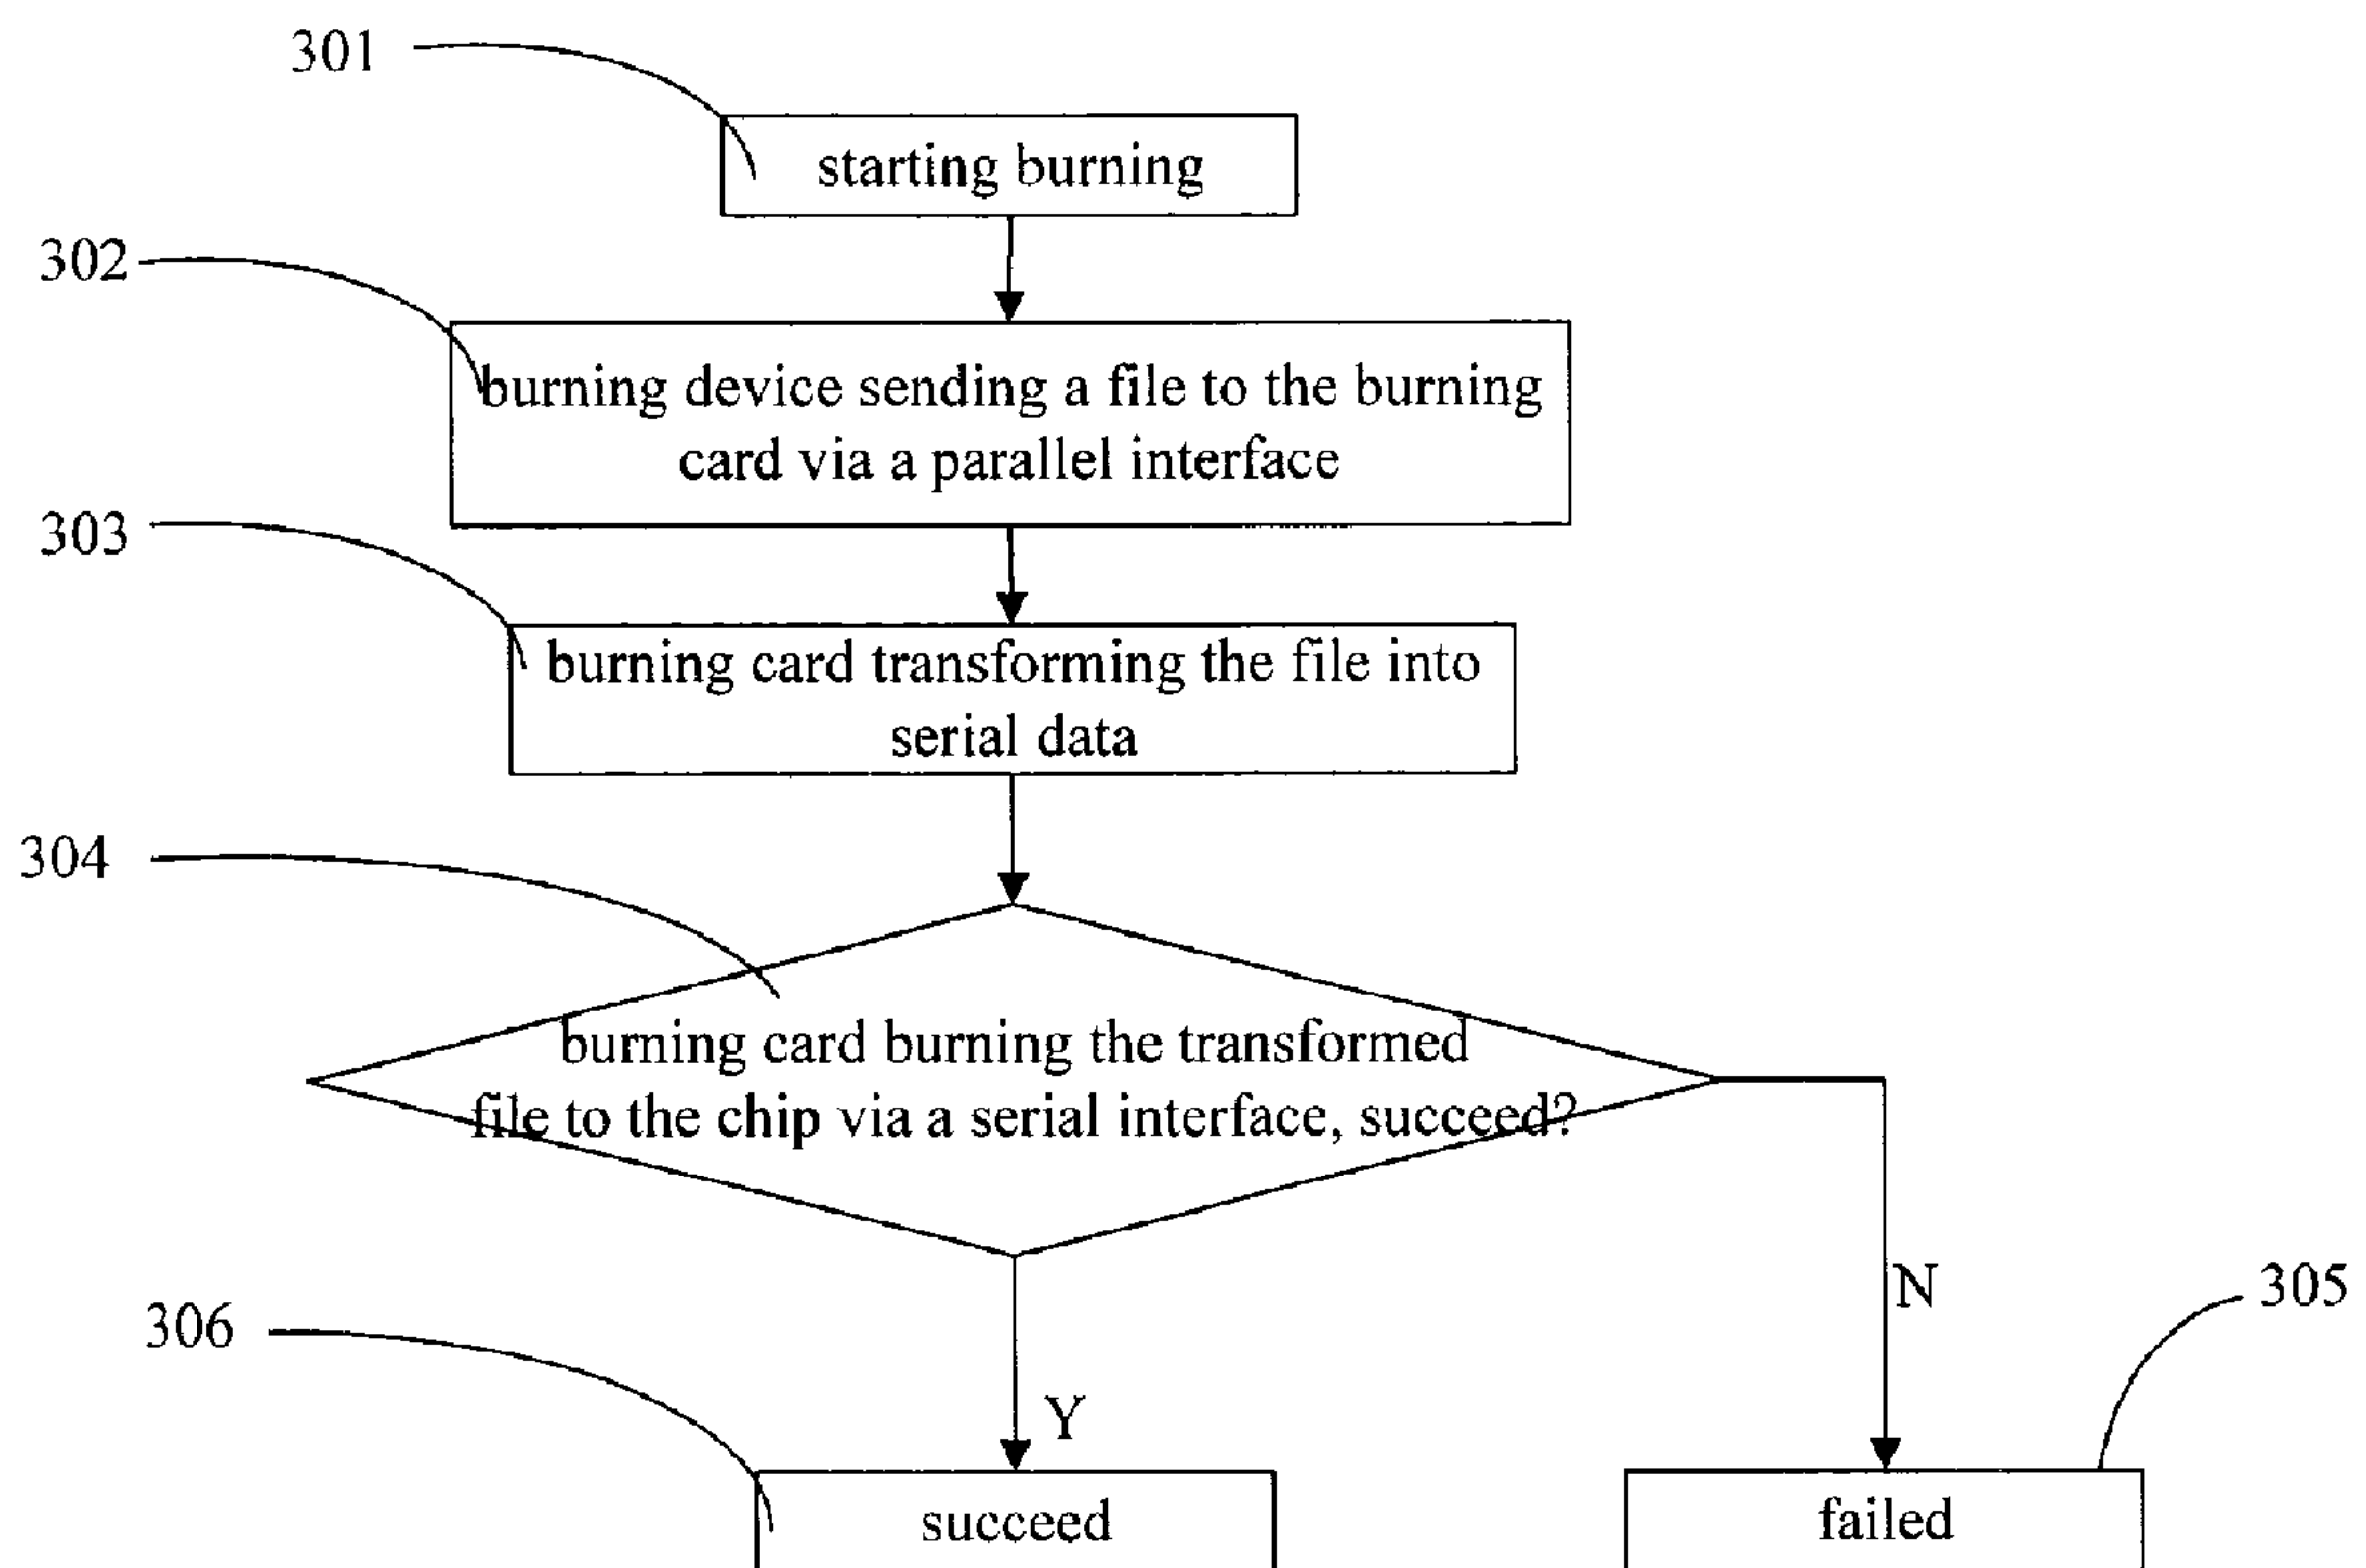 301
starting burning
302
burning device sending a file to the burning
card via a parallel interface
303
burning card transforming the file into
serial data
304
burning card burning the transformed
file to the chip via a serial interface, succeed?
N
305
306
Y
succeed
failed